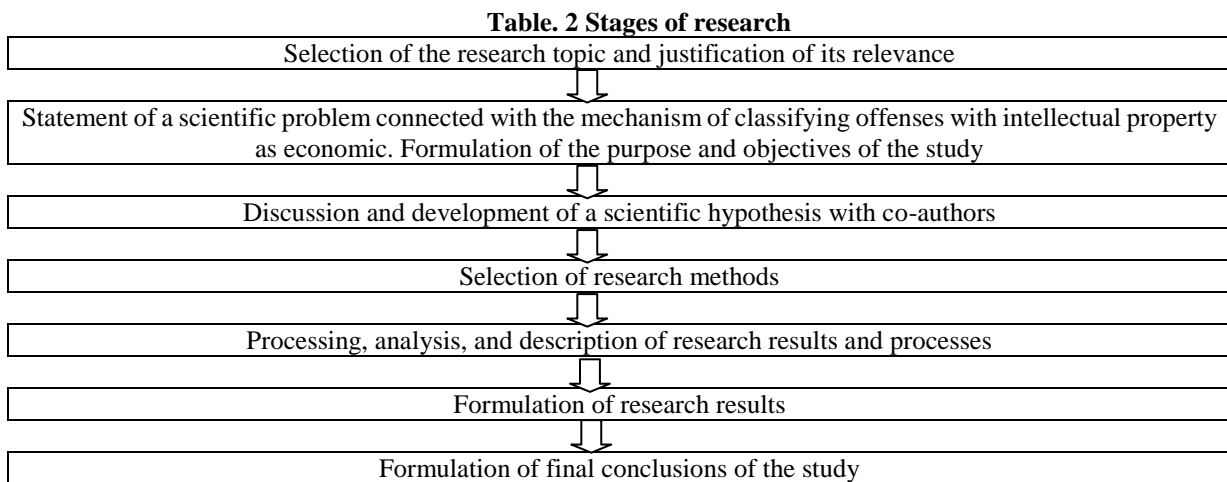 Table. 2 Stages of research
Selection of the research topic and justification of its relevance
Statement of a scientific problem connected with the mechanism of classifying offenses with intellectual property
as economic. Formulation of the purpose and objectives of the study
Discussion and development of a scientific hypothesis with co-authors
Selection of research methods
Processing, analysis, and description of research results and processes
Formulation of research results
Formulation of final conclusions of the study